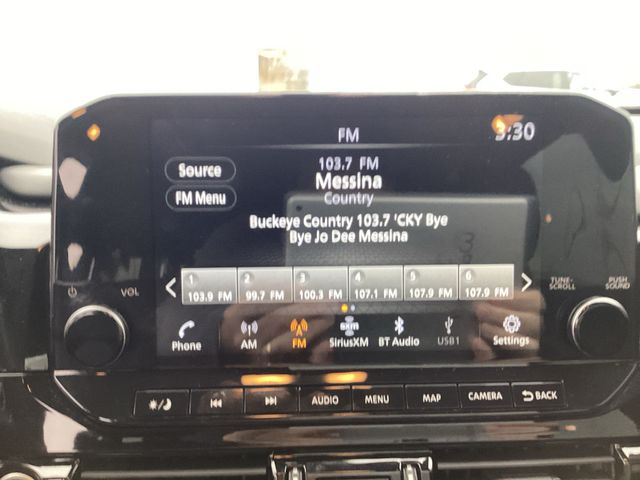 FM
3:30
Source
103.7 FM
Messina
FM Menu
Country
Buckeye Country 103.7 'CKY Bye
Bye Jo Dee Messina
VOL
TUNE-
SCROLL
PUSH
SOUND
1 2 3 4 5 6
103.9 FM 99.7 FM 100.3 FM 107.1 FM 107.9 FM 107.9 FM
sxm
Phone AM FM SiriusXM BT Audio USB1 Settings
AUDIO MENU MAP CAMERA BACK